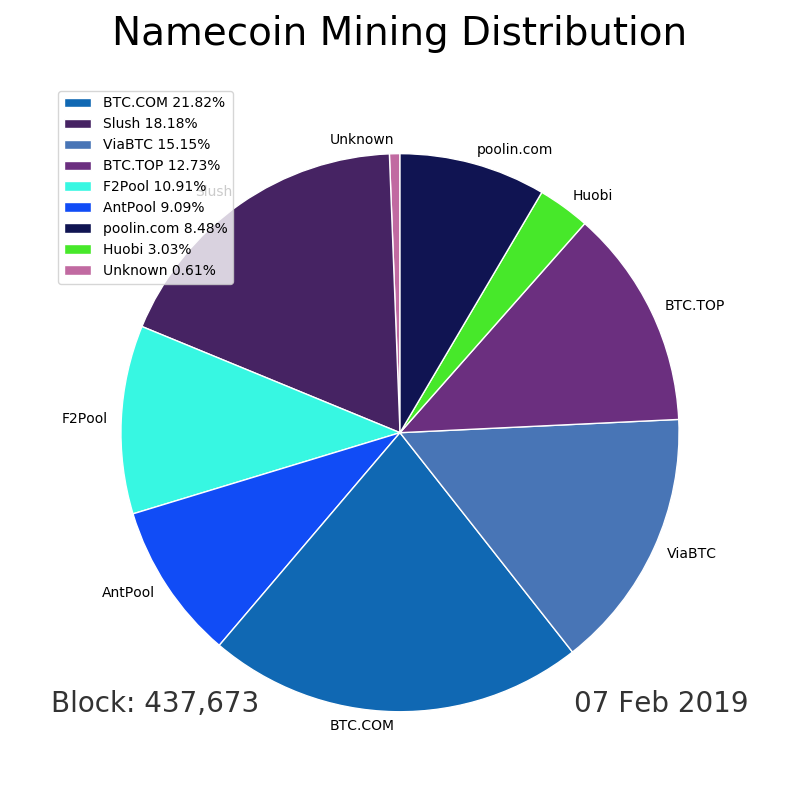 Namecoin Mining Distribution
BTC.COM 21.82%
Slush 18.18%
ViaBTC 15.15%
BTC.TOP 12.73%
F2Pool 10.91%
AntPool 9.09%
poolin.com 8.48%
Huobi 3.03%
Unknown 0.61%
Unknown
poolin.com
Slush
Huobi
BTC.TOP
F2Pool
ViaBTC
AntPool
Block: 437,673
07 Feb 2019
BTC.COM